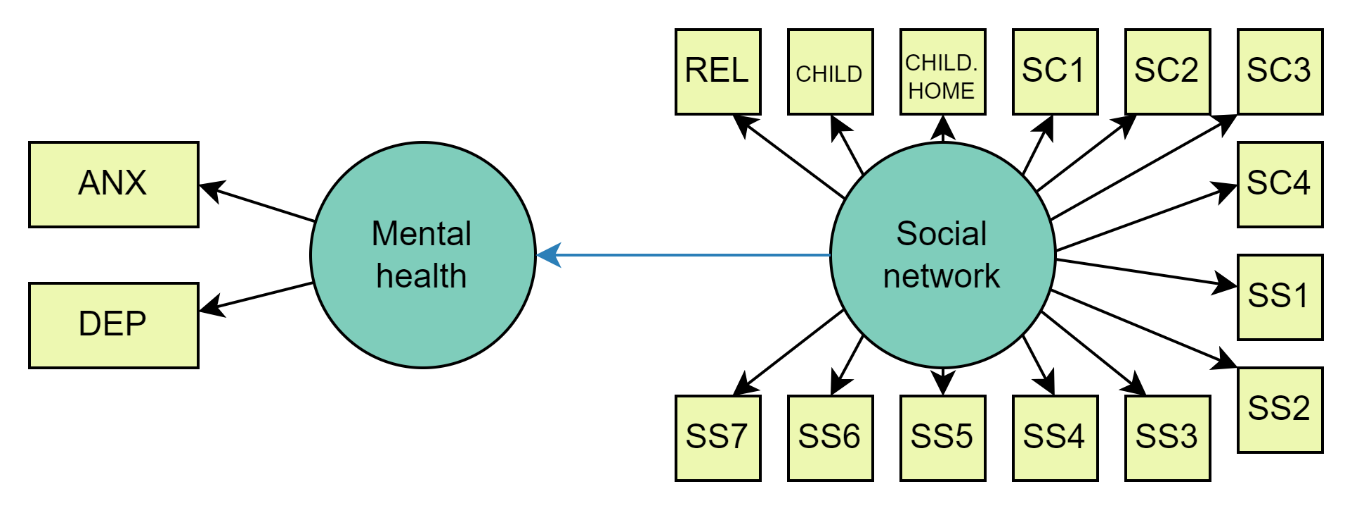 REL
CHILD
CHILD.
HOME
SC1
SC2
SC3
ANX
Mental
health
Social
network
SC4
SS1
DEP
SS2
SS7
SS6
SS5
SS4
SS3